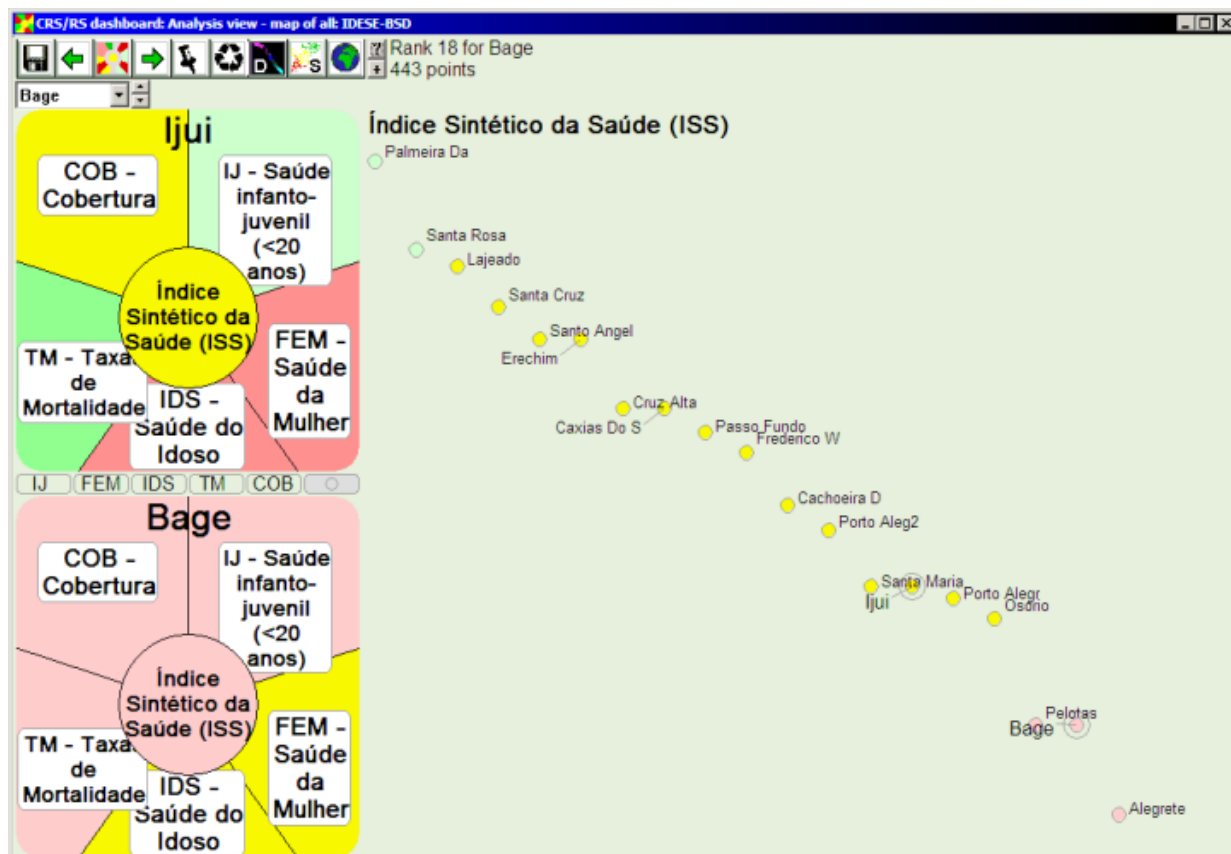 CRS/RS dashboard: Analysis view - map of all: IDESE-BSD
Rank 18 for Bage
443 points
D
A-S
?
+
Bage
Ijui
COB -
Cobertura
IJ - Saúde
infanto-
juvenil
(<20
anos)
Índice
Sintético da
Saúde (ISS)
FEM -
Saúde
da
Mulher
TM - Taxa
de
Mortalidade
IDS -
Saúde do
Idoso
IJ FEM IDS TM COB
Bage
COB -
Cobertura
IJ - Saúde
infanto-
juvenil
(<20
anos)
Índice
Sintético da
Saúde (ISS)
FEM -
Saúde
da
Mulher
TM - Taxa
de
Mortalidade
IDS -
Saúde do
Idoso
Índice Sintético da Saúde (ISS)
Palmeira Da
Santa Rosa
Lajeado
Santa Cruz
Santo Angel
Erechim
Cruz Alta
Caxias Do S
Passo Fundo
Frederico W
Cachoeira D
Porto Aleg2
Santa Maria
Ijui
Porto Alegr
Osório
Pelotas
Bage
Alegrete